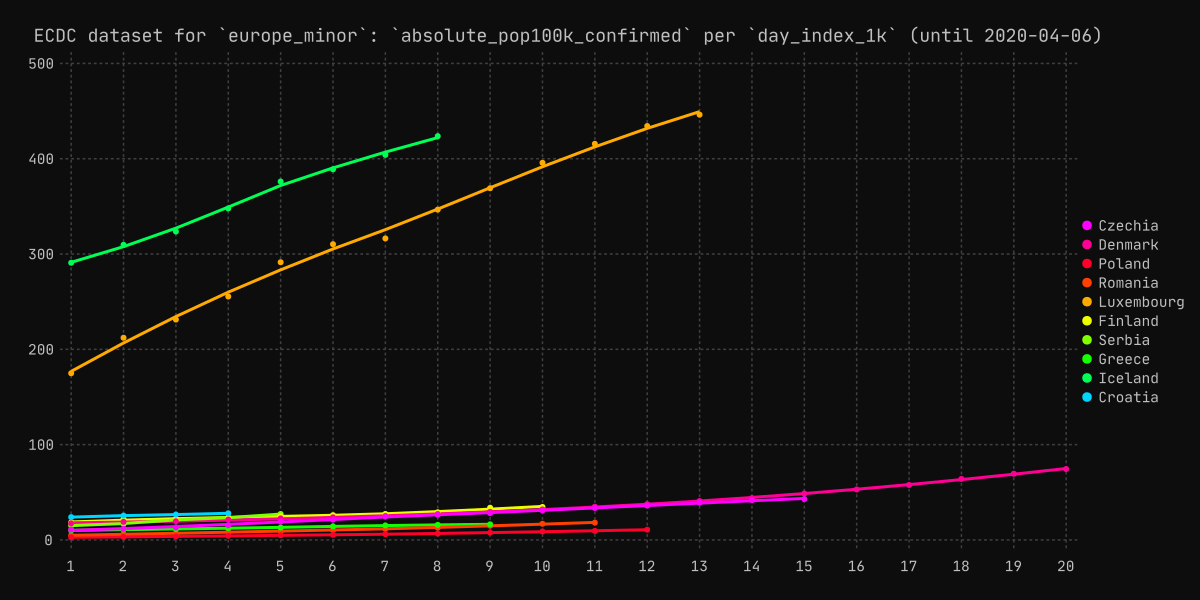 ECDC dataset for `europe_minor`: `absolute_pop100k_confirmed` per `day_index_1k` (until 2020-04-06)
500
400
300
200
100
0
1 2 3 4 5 6 7 8 9 10 11 12 13 14 15 16 17 18 19 20
Czechia
Denmark
Poland
Romania
Luxembourg
Finland
Serbia
Greece
Iceland
Croatia